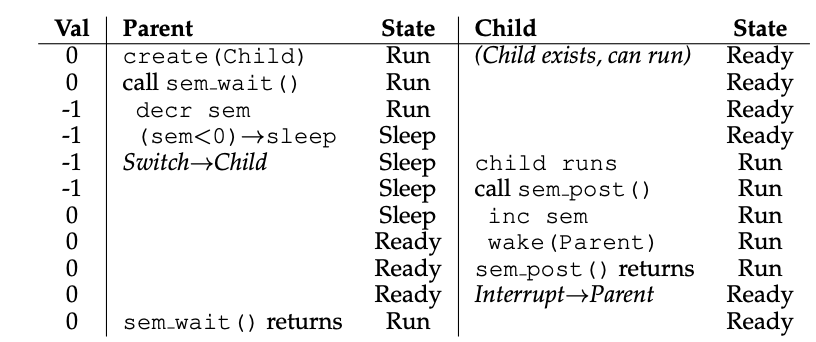 Val Parent State Child State
0 create(Child) Run (Child exists, can run) Ready
0 call sem_wait() Run Ready
-1 decr sem Run Ready
-1 (sem<0)→sleep Sleep Ready
-1 Switch→Child Sleep child runs Run
-1 Sleep call sem_post() Run
0 Sleep inc sem Run
0 Ready wake(Parent) Run
0 Ready sem_post() returns Run
0 Ready Interrupt→Parent Ready
0 sem_wait() returns Run Ready